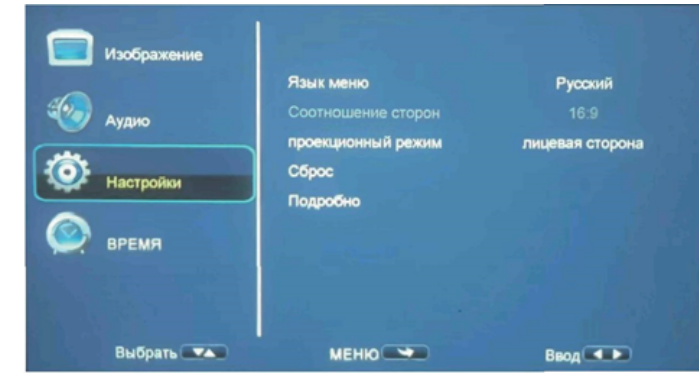 Изображение
Аудио
Настройки
ВРЕМЯ
Язык меню Русский
Соотношение сторон 16:9
проекционный режим лицевая сторона
Сброс
Подробно
Выбрать МЕНЮ Ввод